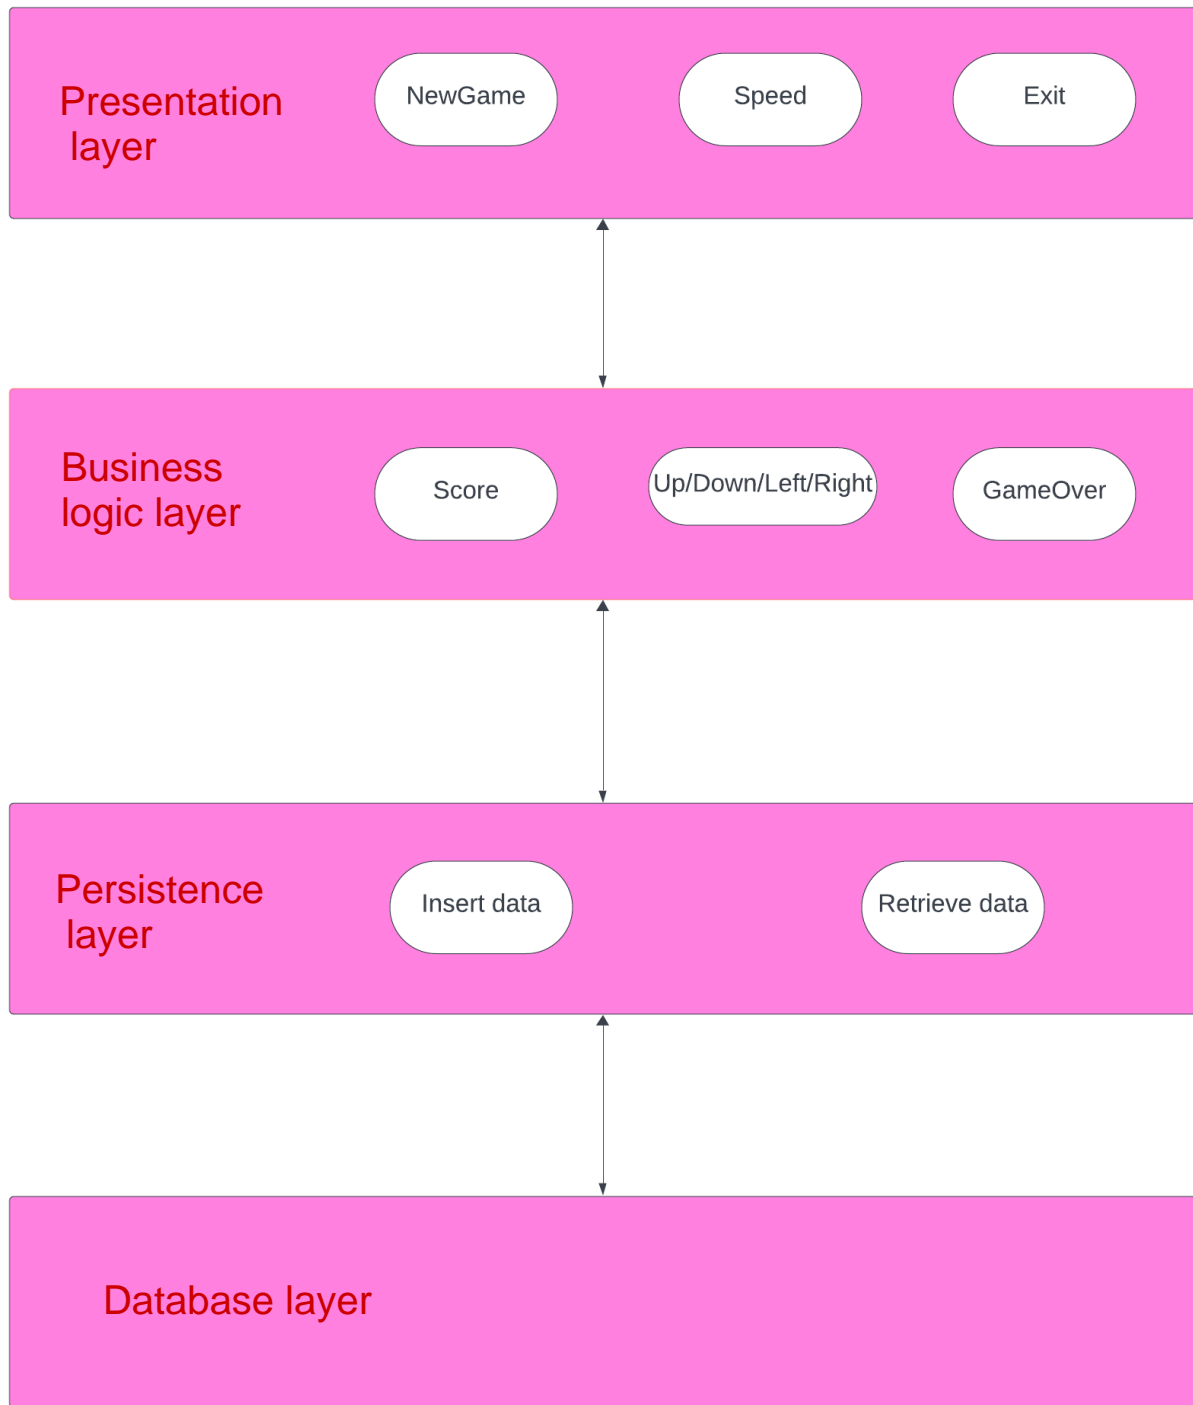 Presentation
layer
NewGame
Speed
Exit
Business
logic layer
Score
Up/Down/Left/Right
GameOver
Persistence
layer
Insert data
Retrieve data
Database layer